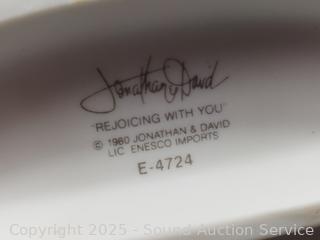 Jonathan & David
"REJOICING WITH YOU"
© 1980 JONATHAN & DAVID
LIC. ENESCO IMPORTS
E-4724
Copyright 2025 - Sound Auction Service